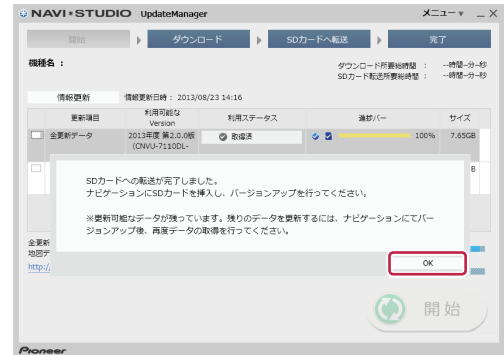 NAVI*STUDIO UpdateManager
メニュー
開始
ダウンロード
SDカードへ転送
完了
機種名：
ダウンロード所要総時間 ： --時間--分--秒
SDカード転送所要総時間 ： --時間--分--秒
情報更新
情報更新日時：2013/08/23 14:16
更新項目
利用可能な
Version
利用ステータス
進捗バー
サイズ
全更新データ
2013年度 第2.0.0版
(CNVU-7110DL-
取得済
100%
7.65GB
B
SDカードへの転送が完了しました。
ナビゲーションにSDカードを挿入し、バージョンアップを行ってください。
※更新可能なデータが残っています。残りのデータを更新するには、ナビゲーションにてバー
ジョンアップ後、再度データの取得を行ってください。
全更新
地図デ
http:/
OK
開始
Pioneer